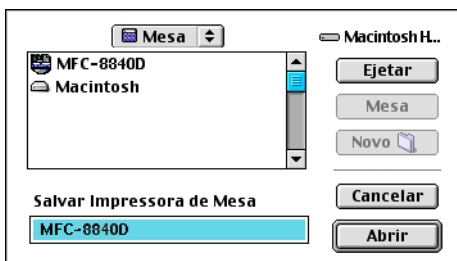 Mesa
Macintosh H...
MFC-8840D
Macintosh
Ejetar
Mesa
Novo
Salvar Impressora de Mesa
Cancelar
MFC-8840D
Abrir